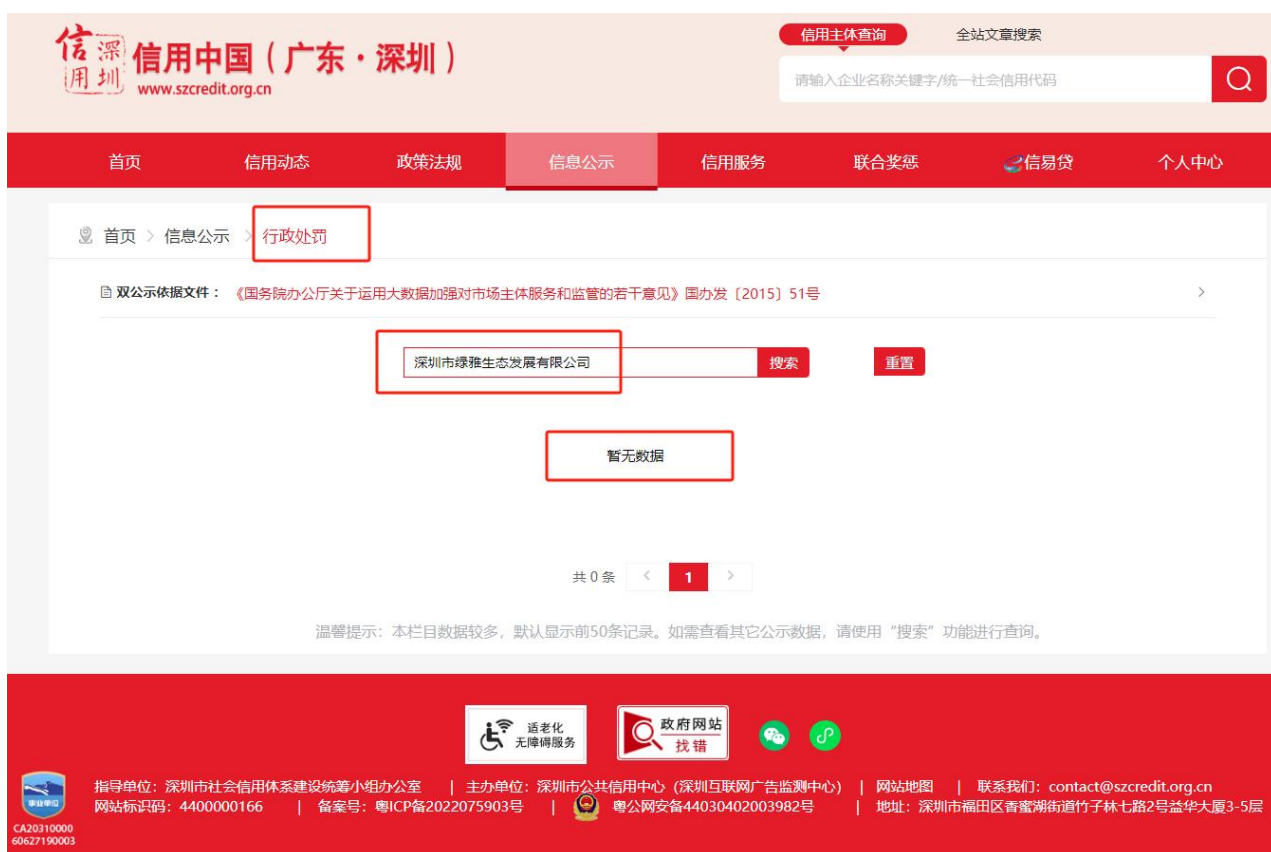 信用主体查询 全站文章搜索
信深用圳
信用中国（广东·深圳）
www.szcredit.org.cn
请输入企业名称关键字/统一社会信用代码
首页 信用动态 政策法规 信息公示 信用服务 联合奖惩 信易贷 个人中心
首页 > 信息公示 > 行政处罚
双公示依据文件： 《国务院办公厅关于运用大数据加强对市场主体服务和监管的若干意见》国办发〔2015〕51号 >
深圳市绿雅生态发展有限公司 搜索 重置
暂无数据
共 0 条 < 1 >
温馨提示：本栏目数据较多，默认显示前50条记录。如需查看其它公示数据，请使用“搜索”功能进行查询。
适老化
无障碍服务
政府网站
找错
指导单位：深圳市社会信用体系建设统筹小组办公室 | 主办单位：深圳市公共信用中心（深圳互联网广告监测中心） | 网站地图 | 联系我们：contact@szcredit.org.cn
网站标识码：4400000166 | 备案号：粤ICP备2022075903号 | 粤公网安备44030402003982号 | 地址：深圳市福田区香蜜湖街道竹子林七路2号益华大厦3-5层
事业单位
CA20310000
60627190003